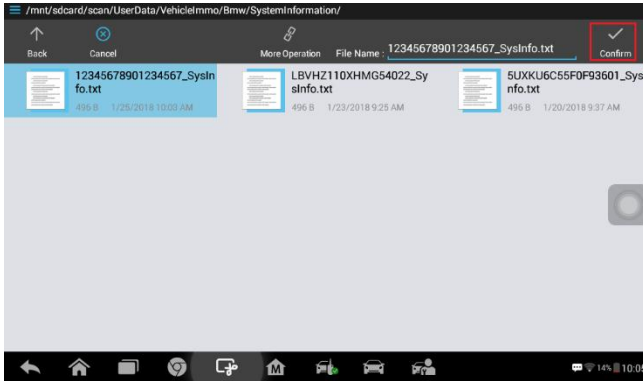 /mnt/sdcard/scan/UserData/VehicleImmo/Bmw/SystemInformation/
Back
Cancel
More Operation
File Name : 12345678901234567_SysInfo.txt
Confirm
12345678901234567_SysIn
fo.txt
496 B 1/25/2018 10:03 AM
LBVHZ110XHMG54022_Sy
sInfo.txt
496 B 1/23/2018 9:25 AM
5UXKU6C55F0F93601_Sys
nfo.txt
496 B 1/20/2018 9:37 AM
M
14%